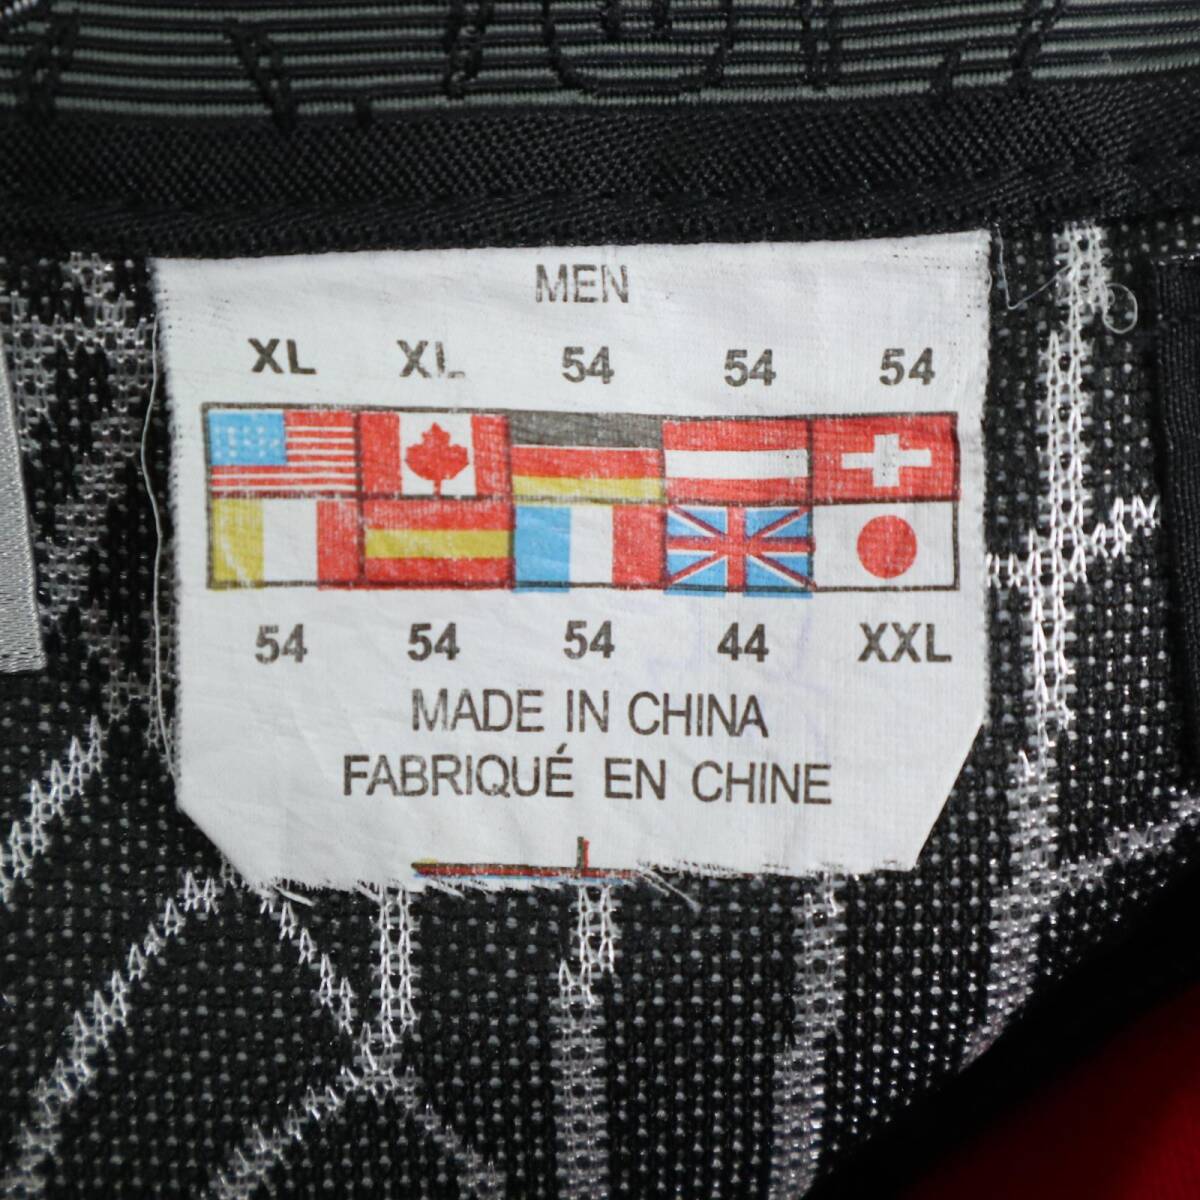 MEN
XL XL 54 54 54
54 54 54 44 XXL
MADE IN CHINA
FABRIQUÉ EN CHINE